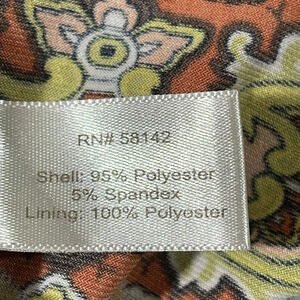 RN# 58142
Shell: 95% Polyester
5% Spandex
Lining: 100% Polyester